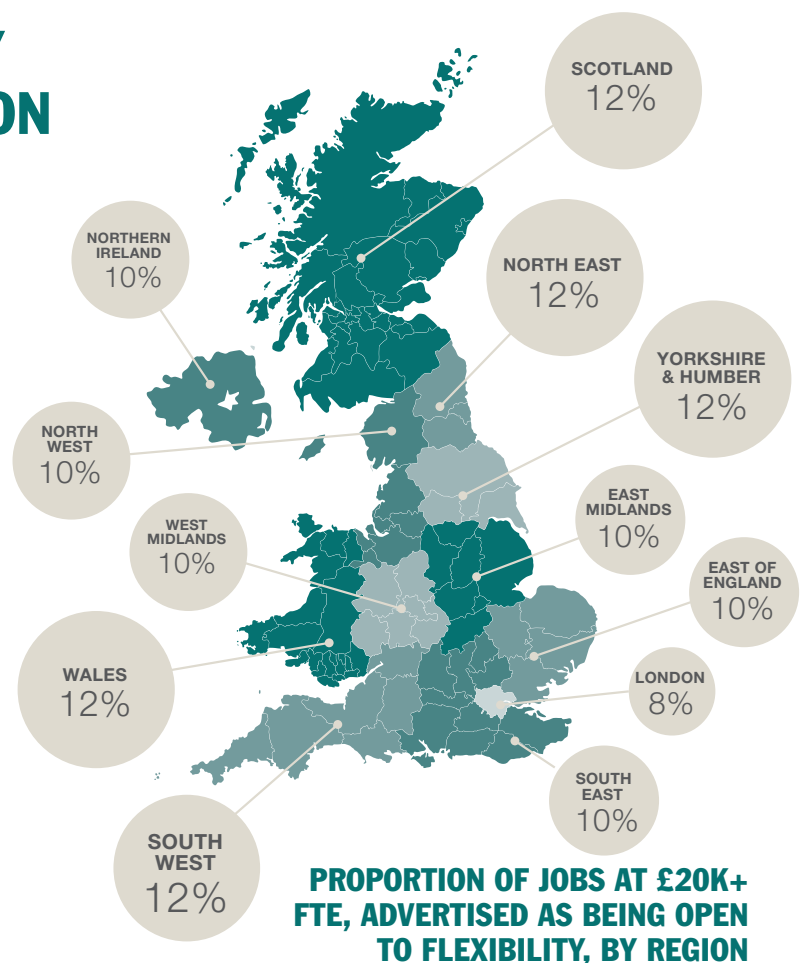 ON
SCOTLAND
12%
NORTHERN
IRELAND
10%
NORTH EAST
12%
YORKSHIRE
& HUMBER
12%
NORTH
WEST
10%
EAST
MIDLANDS
10%
WEST
MIDLANDS
10%
EAST OF
ENGLAND
10%
WALES
12%
LONDON
8%
SOUTH
EAST
10%
SOUTH
WEST
12%
PROPORTION OF JOBS AT £20K+
FTE, ADVERTISED AS BEING OPEN
TO FLEXIBILITY, BY REGION